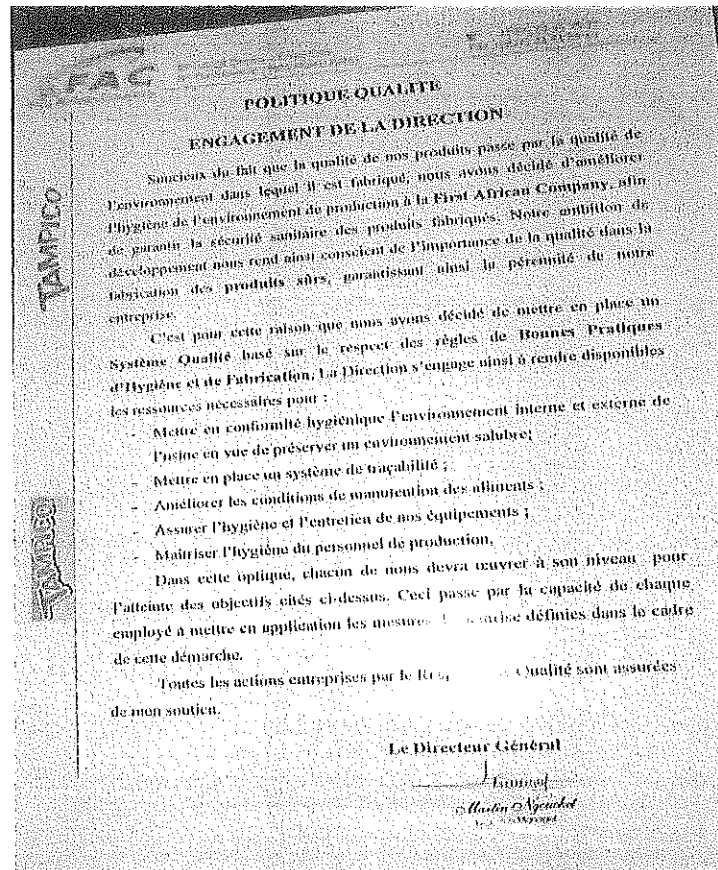 FAC
POLITIQUE QUALITE
ENGAGEMENT DE LA DIRECTION
Soucieux du fait que la qualité de nos produits passe par la qualité de
l'environnement dans lequel il est fabriqué, nous avons décidé d'améliorer
l'hygiène de l'environnement de production à la First African Company, afin
de garantir la sécurité sanitaire des produits fabriqués. Notre ambition de
développement nous rend ainsi conscient de l'importance de la qualité dans la
fabrication des produits sûrs, garantissant ainsi la pérennité de notre
entreprise.
C'est pour cette raison que nous avons décidé de mettre en place un
Système Qualité basé sur le respect des règles de Bonnes Pratiques
d'Hygiène et de Fabrication. La Direction s'engage ainsi à rendre disponibles
les ressources nécessaires pour :
- Mettre en conformité hygiénique l'environnement interne et externe de
l'usine en vue de préserver un environnement salubre;
- Mettre en place un système de traçabilité ;
- Améliorer les conditions de manutention des aliments ;
- Assurer l'hygiène et l'entretien de nos équipements ;
- Maîtriser l'hygiène du personnel de production.
Dans cette optique, chacun de nous devra œuvrer à son niveau pour
l'atteinte des objectifs cités ci-dessus. Ceci passe par la capacité de chaque
employé à mettre en application les mesures définies dans le cadre
de cette démarche.
Toutes les actions entreprises par le Qualité sont assurées
de mon soutien.
Le Directeur Général
Martin
TAMPICO
TAMPICO